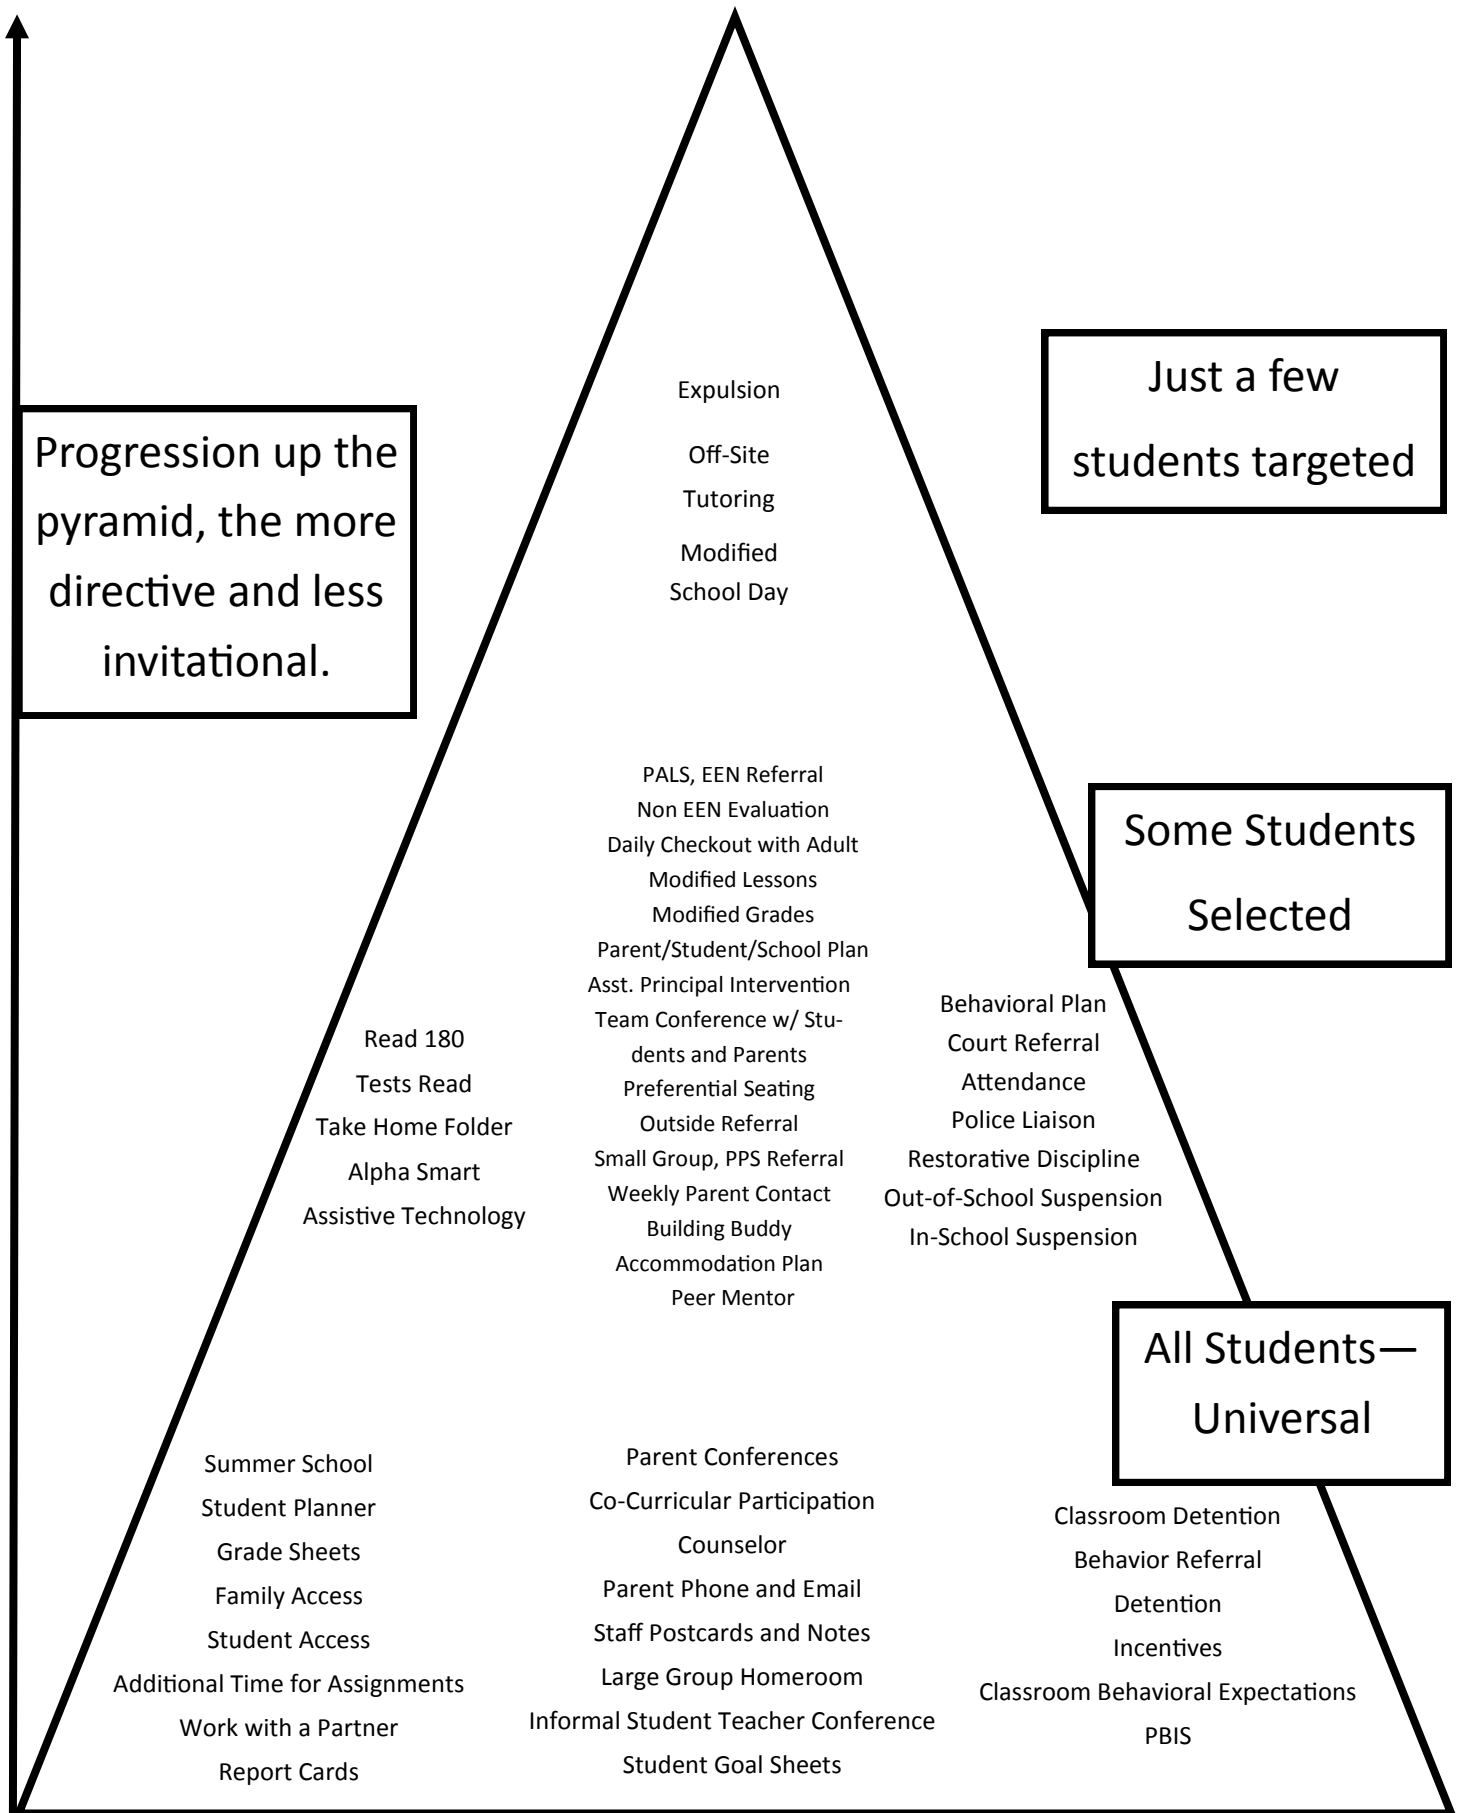 Expulsion
Off-Site
Tutoring
Modified
School Day
Just a few
students targeted
Progression up the
pyramid, the more
directive and less
invitational.
PALS, EEN Referral
Non EEN Evaluation
Daily Checkout with Adult
Modified Lessons
Modified Grades
Parent/Student/School Plan
Asst. Principal Intervention
Team Conference w/ Stu-
dents and Parents
Preferential Seating
Outside Referral
Small Group, PPS Referral
Weekly Parent Contact
Building Buddy
Accommodation Plan
Peer Mentor
Some Students
Selected
Read 180
Tests Read
Take Home Folder
Alpha Smart
Assistive Technology
Behavioral Plan
Court Referral
Attendance
Police Liaison
Restorative Discipline
Out-of-School Suspension
In-School Suspension
All Students—
Universal
Summer School
Student Planner
Grade Sheets
Family Access
Student Access
Additional Time for Assignments
Work with a Partner
Report Cards
Parent Conferences
Co-Curricular Participation
Counselor
Parent Phone and Email
Staff Postcards and Notes
Large Group Homeroom
Informal Student Teacher Conference
Student Goal Sheets
Classroom Detention
Behavior Referral
Detention
Incentives
Classroom Behavioral Expectations
PBIS